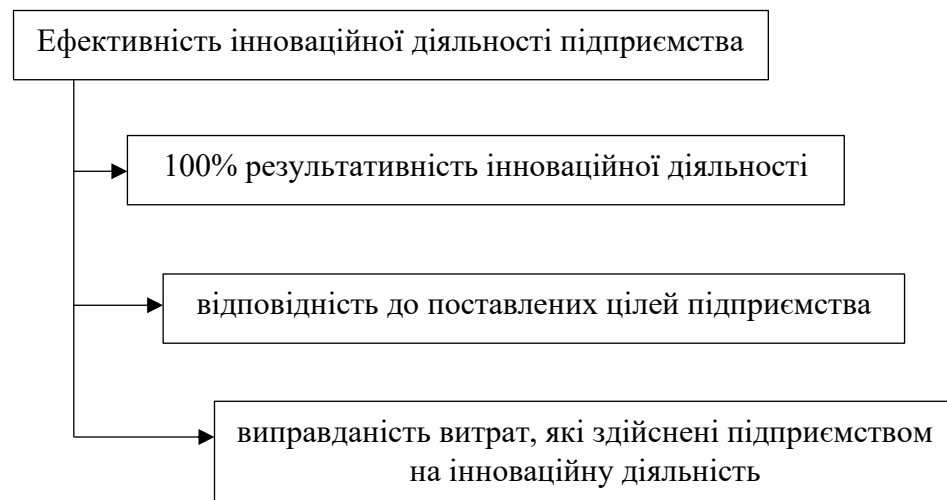 Ефективність інноваційної діяльності підприємства
100% результативність інноваційної діяльності
відповідність до поставлених цілей підприємства
виправданість витрат, які здійснені підприємством
на інноваційну діяльність